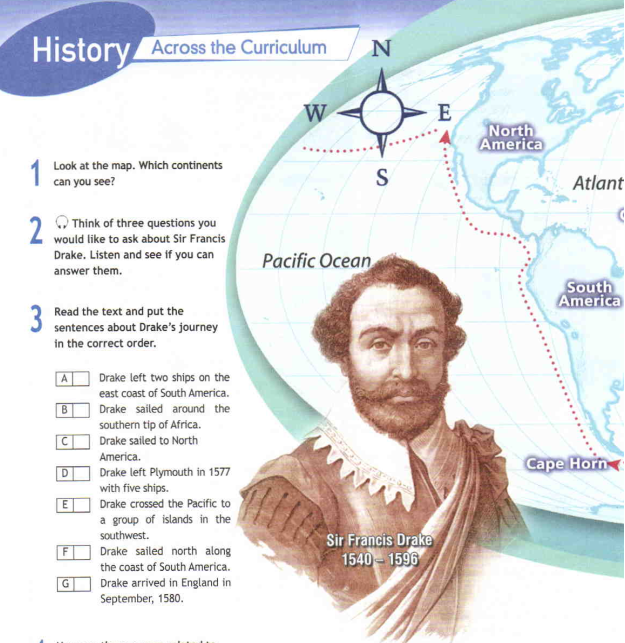 History
Across the Curriculum
1 Look at the map. Which continents
can you see?
2 Think of three questions you
would like to ask about Sir Francis
Drake. Listen and see if you can
answer them.
3 Read the text and put the
sentences about Drake's journey
in the correct order.
A Drake left two ships on the
east coast of South America.
B Drake sailed around the
southern tip of Africa.
C Drake sailed to North
America.
D Drake left Plymouth in 1577
with five ships.
E Drake crossed the Pacific to
a group of islands in the
southwest.
F Drake sailed north along
the coast of South America.
G Drake arrived in England in
September, 1580.
N
W
E
S
North
America
Atlant
Pacific Ocean
South
America
Cape Horn
Sir Francis Drake
1540 – 1596